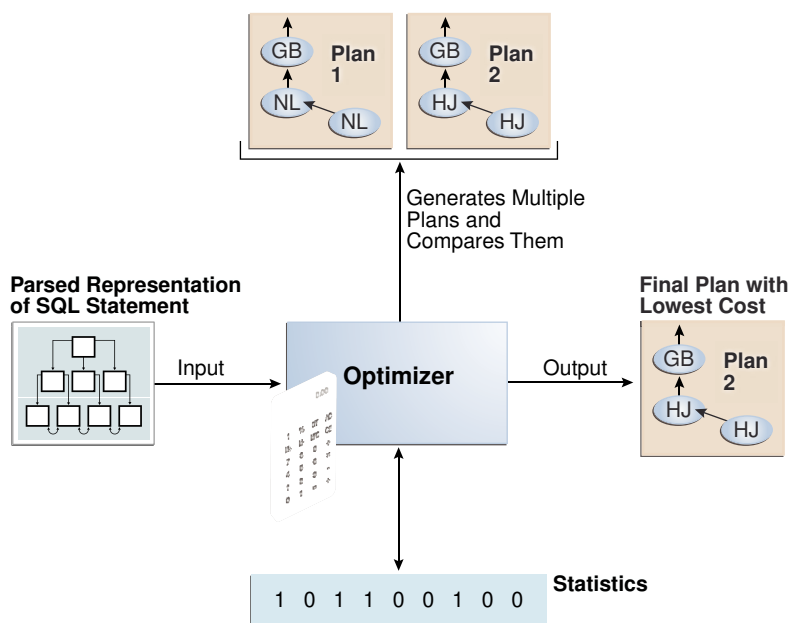 GB
Plan
1
NL
NL
GB
Plan
2
HJ
HJ
Generates Multiple
Plans and
Compares Them
Parsed Representation
of SQL Statement
Input
Optimizer
Output
Final Plan with
Lowest Cost
GB
Plan
2
HJ
HJ
Statistics
1 0 1 1 0 0 1 0 0